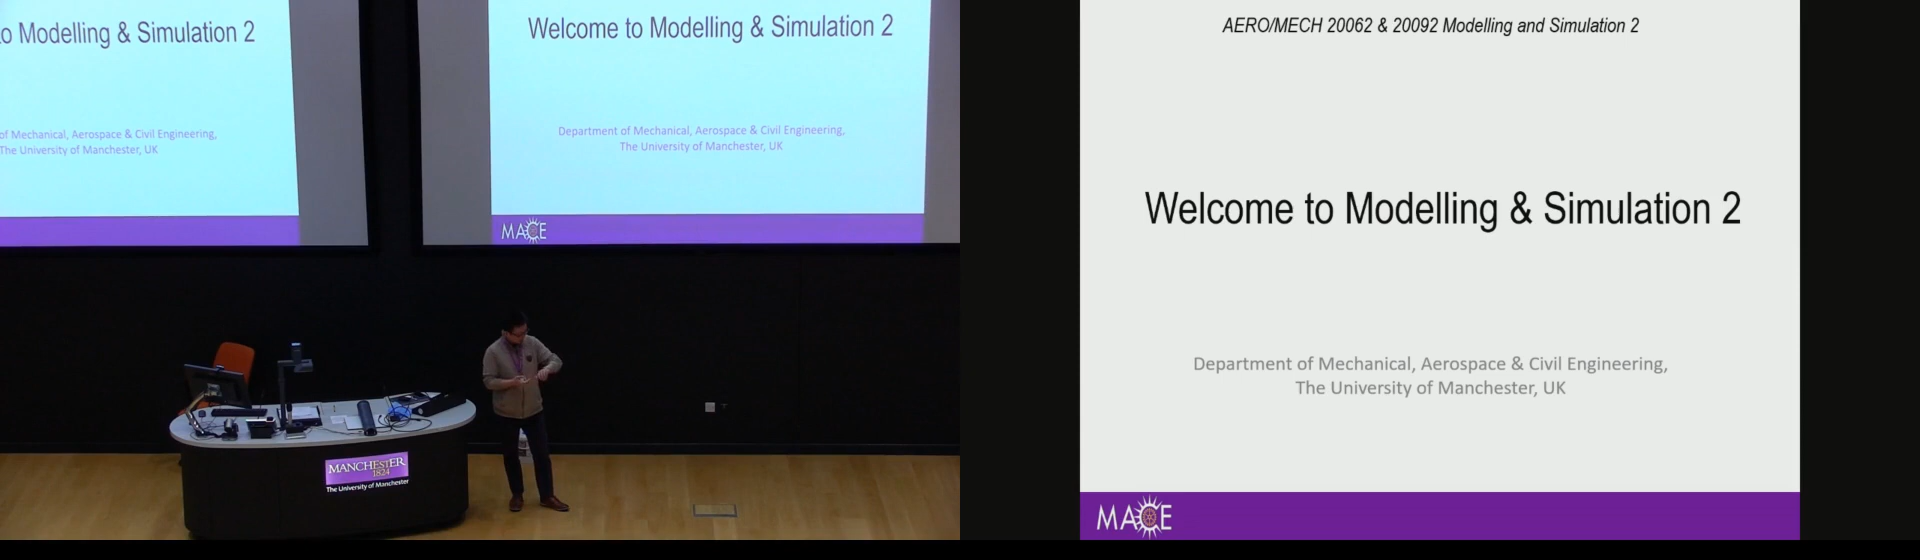 to Modelling & Simulation 2
of Mechanical, Aerospace & Civil Engineering,
The University of Manchester, UK
Welcome to Modelling & Simulation 2
Department of Mechanical, Aerospace & Civil Engineering,
The University of Manchester, UK
MACE
MANCHESTER
1824
The University of Manchester
AERO/MECH 20062 & 20092 Modelling and Simulation 2
Welcome to Modelling & Simulation 2
Department of Mechanical, Aerospace & Civil Engineering,
The University of Manchester, UK
MACE